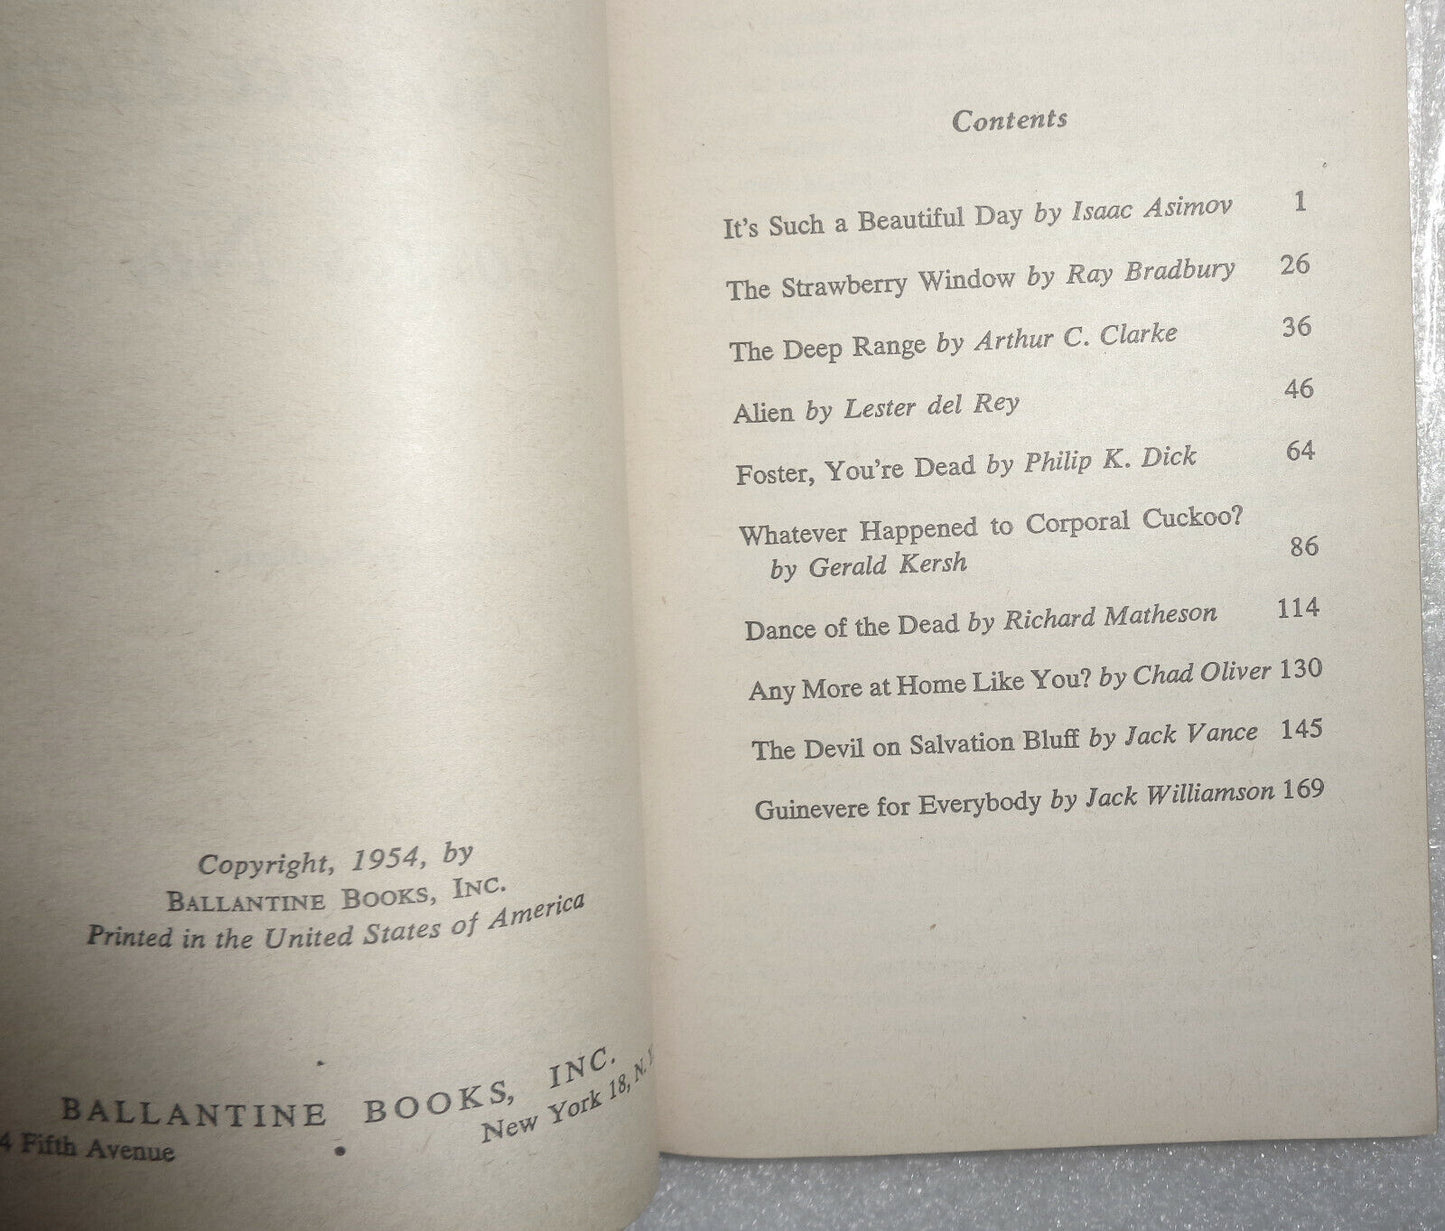 Copyright, 1954, by
BALLANTINE BOOKS, INC.
Printed in the United States of America
BALLANTINE BOOKS, INC.
4 Fifth Avenue
New York 18, N.
Contents
It's Such a Beautiful Day by Isaac Asimov 1
The Strawberry Window by Ray Bradbury 26
The Deep Range by Arthur C. Clarke 36
Alien by Lester del Rey 46
Foster, You're Dead by Philip K. Dick 64
Whatever Happened to Corporal Cuckoo?
by Gerald Kersh 86
Dance of the Dead by Richard Matheson 114
Any More at Home Like You? by Chad Oliver 130
The Devil on Salvation Bluff by Jack Vance 145
Guinevere for Everybody by Jack Williamson 169